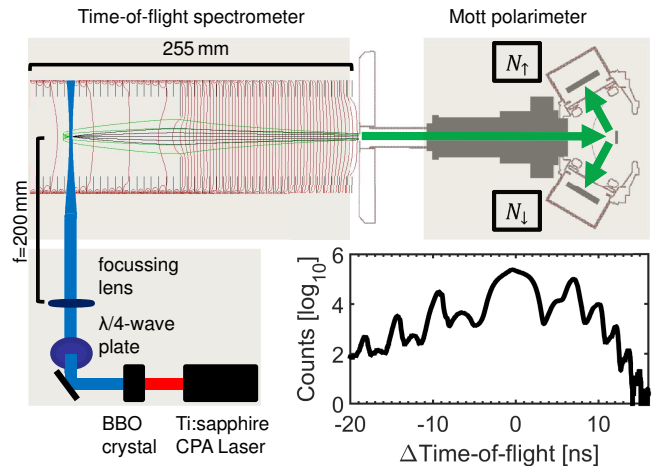 Time-of-flight spectrometer
Mott polarimeter
255 mm
N↑
f=200 mm
N↓
focussing
lens
λ/4-wave
plate
BBO
crystal
Ti:sapphire
CPA Laser
Counts [log10]
6
4
2
0
-20
-10
0
10
ΔTime-of-flight [ns]